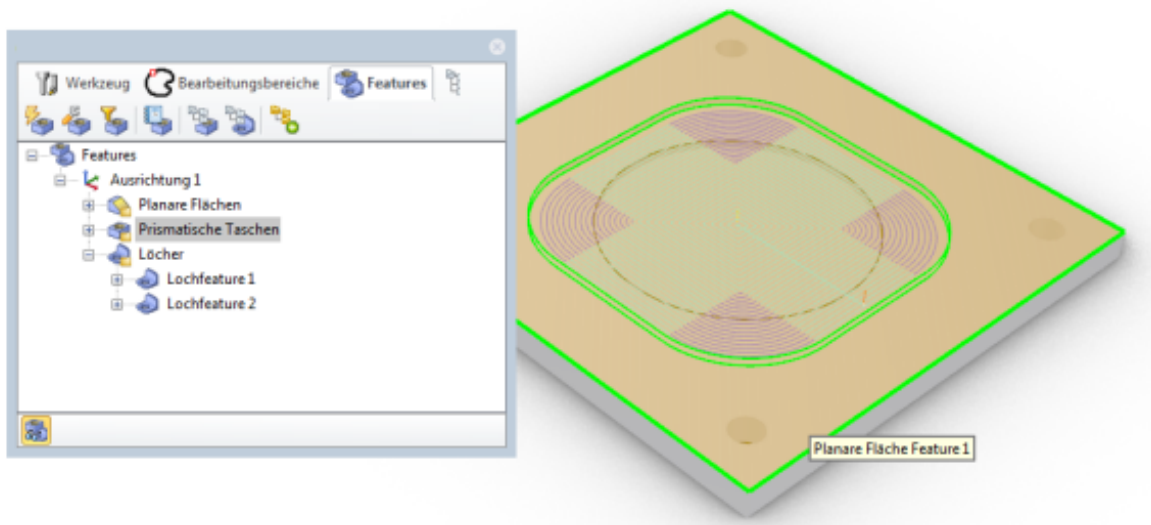 Werkzeug Bearbeitungsbereiche Features
Features
Ausrichtung 1
Planare Flächen
Prismatische Taschen
Löcher
Lochfeature 1
Lochfeature 2
Planare Fläche Feature 1